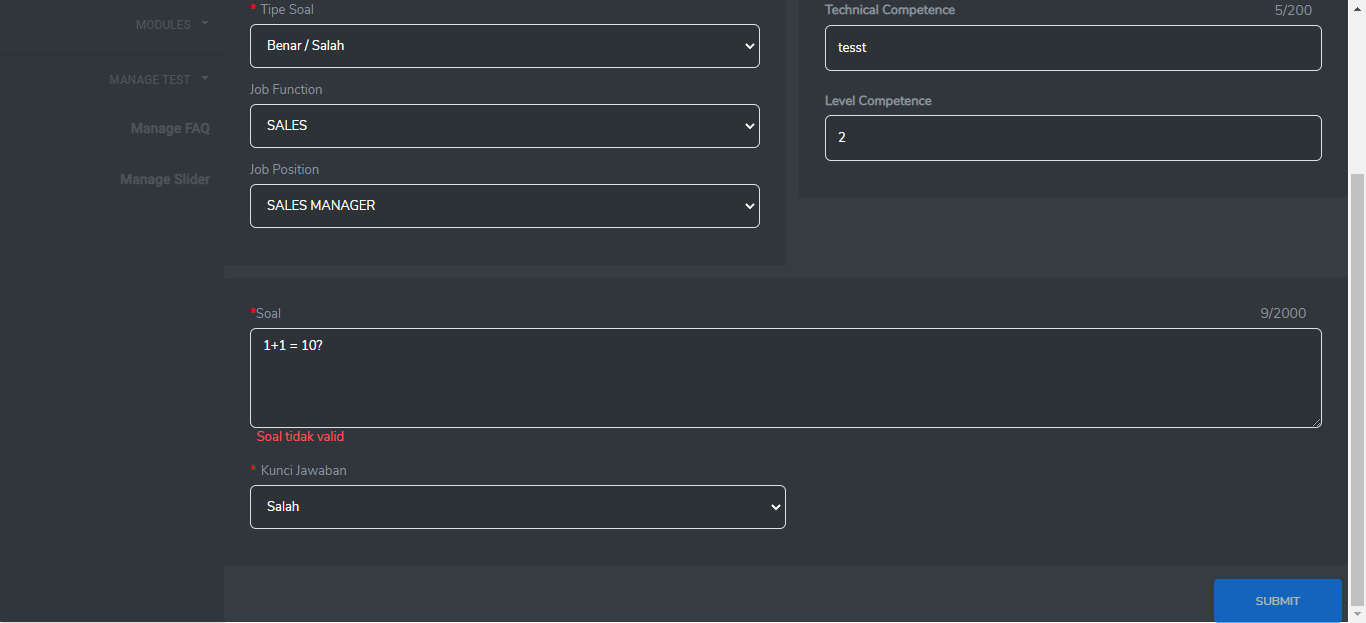 MODULES
MANAGE TEST
Manage FAQ
Manage Slider
* Tipe Soal
Benar / Salah
Job Function
SALES
Job Position
SALES MANAGER
Technical Competence 5/200
tesst
Level Competence
2
*Soal 9/2000
1+1 = 10?
Soal tidak valid
* Kunci Jawaban
Salah
SUBMIT